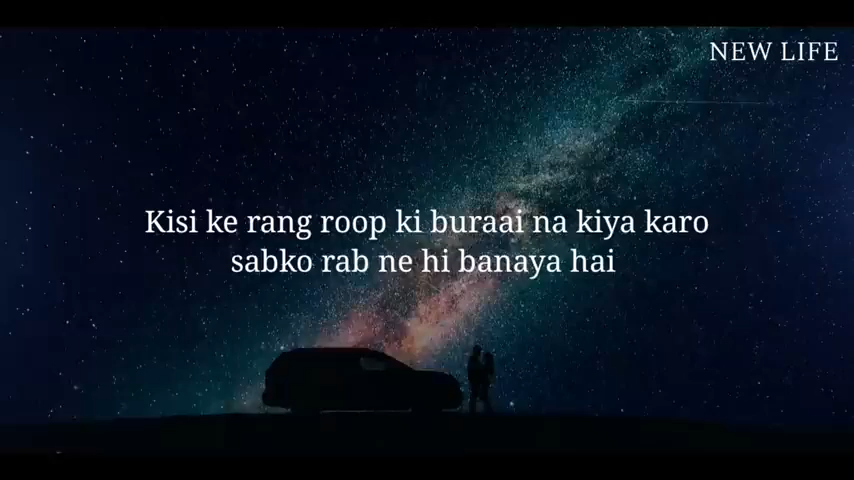 NEW LIFE
Kisi ke rang roop ki buraai na kiya karo
sabko rab ne hi banaya hai